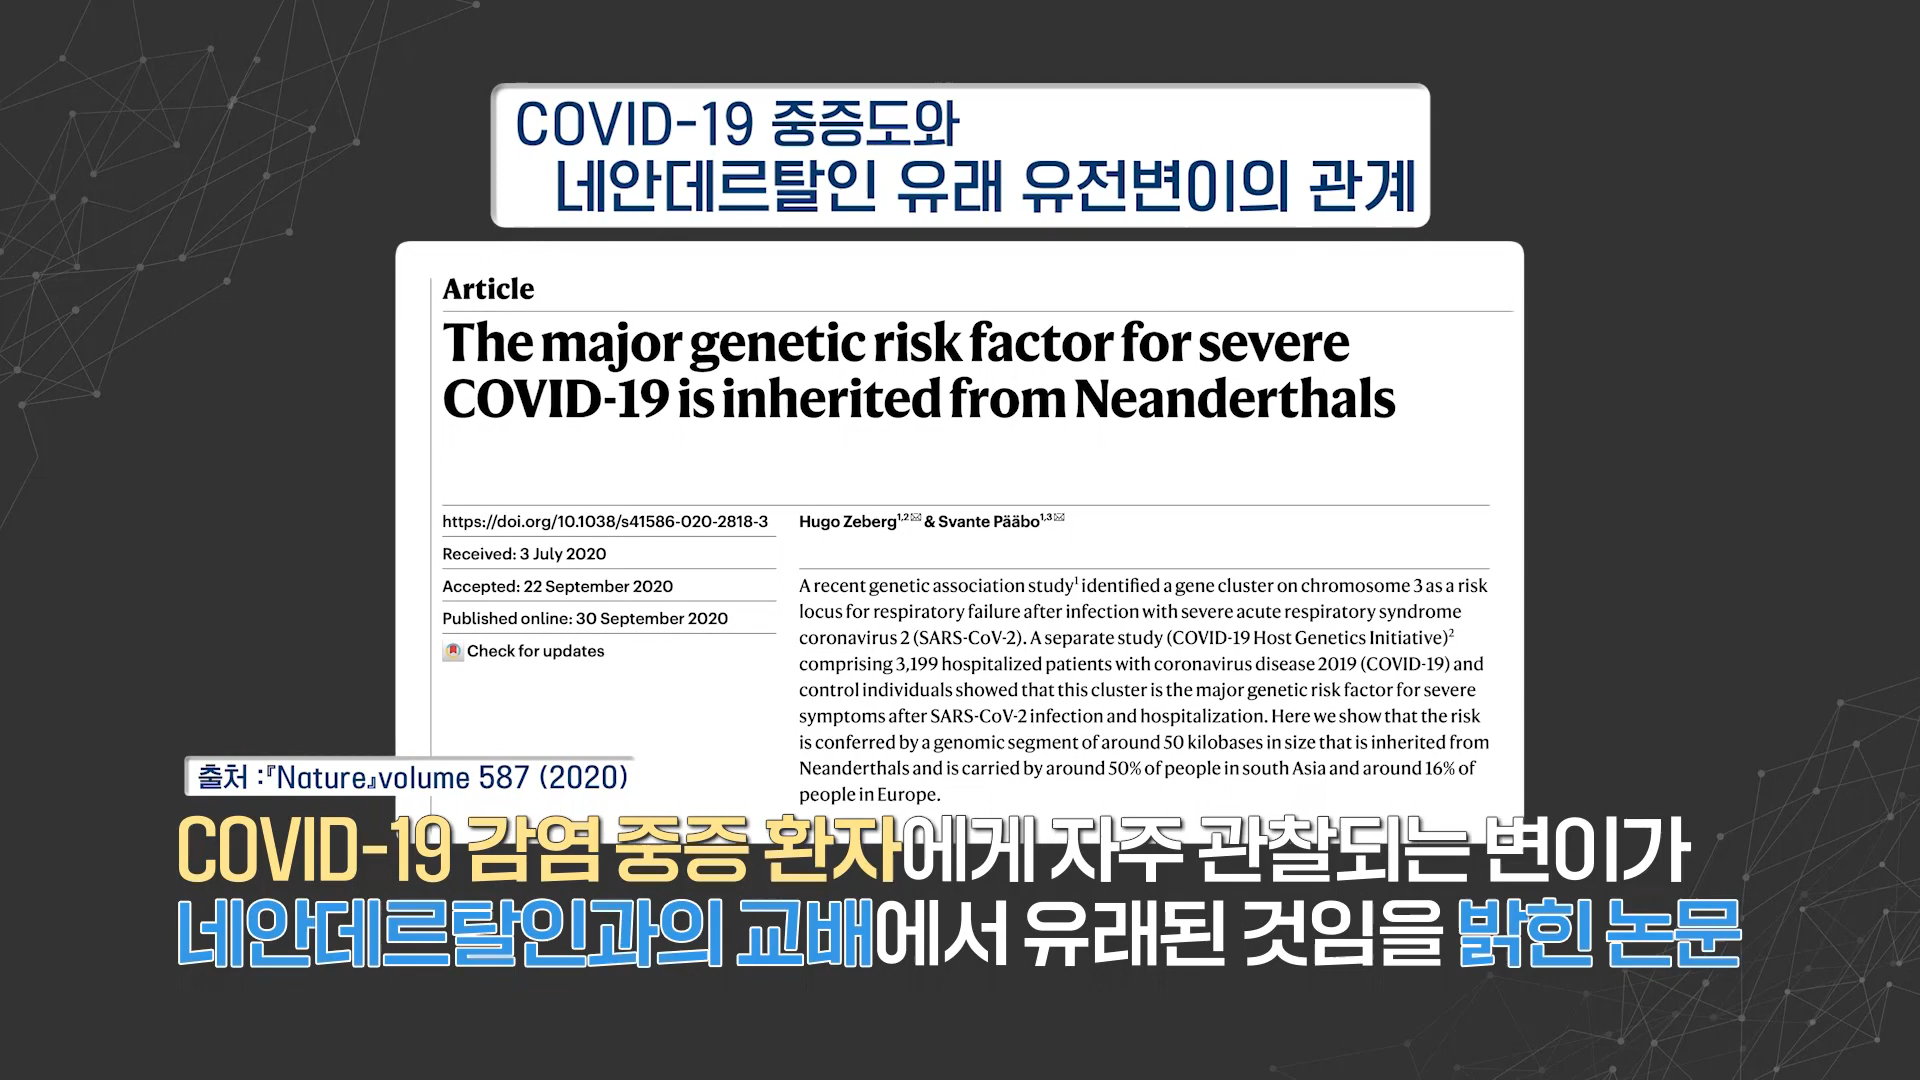 COVID-19 중증도와
네안데르탈인 유래 유전변이의 관계
Article
The major genetic risk factor for severe
COVID-19 is inherited from Neanderthals
https://doi.org/10.1038/s41586-020-2818-3
Received: 3 July 2020
Accepted: 22 September 2020
Published online: 30 September 2020
Check for updates
Hugo Zeberg1,2✉ & Svante Pääbo1,3✉
A recent genetic association study1 identified a gene cluster on chromosome 3 as a risk
locus for respiratory failure after infection with severe acute respiratory syndrome
coronavirus 2 (SARS-CoV-2). A separate study (COVID-19 Host Genetics Initiative)2
comprising 3,199 hospitalized patients with coronavirus disease 2019 (COVID-19) and
control individuals showed that this cluster is the major genetic risk factor for severe
symptoms after SARS-CoV-2 infection and hospitalization. Here we show that the risk
is conferred by a genomic segment of around 50 kilobases in size that is inherited from
Neanderthals and is carried by around 50% of people in south Asia and around 16% of
people in Europe.
출처 :『Nature』volume 587 (2020)
COVID-19 감염 중증 환자에게 자주 관찰되는 변이가
네안데르탈인과의 교배에서 유래된 것임을 밝힌 논문